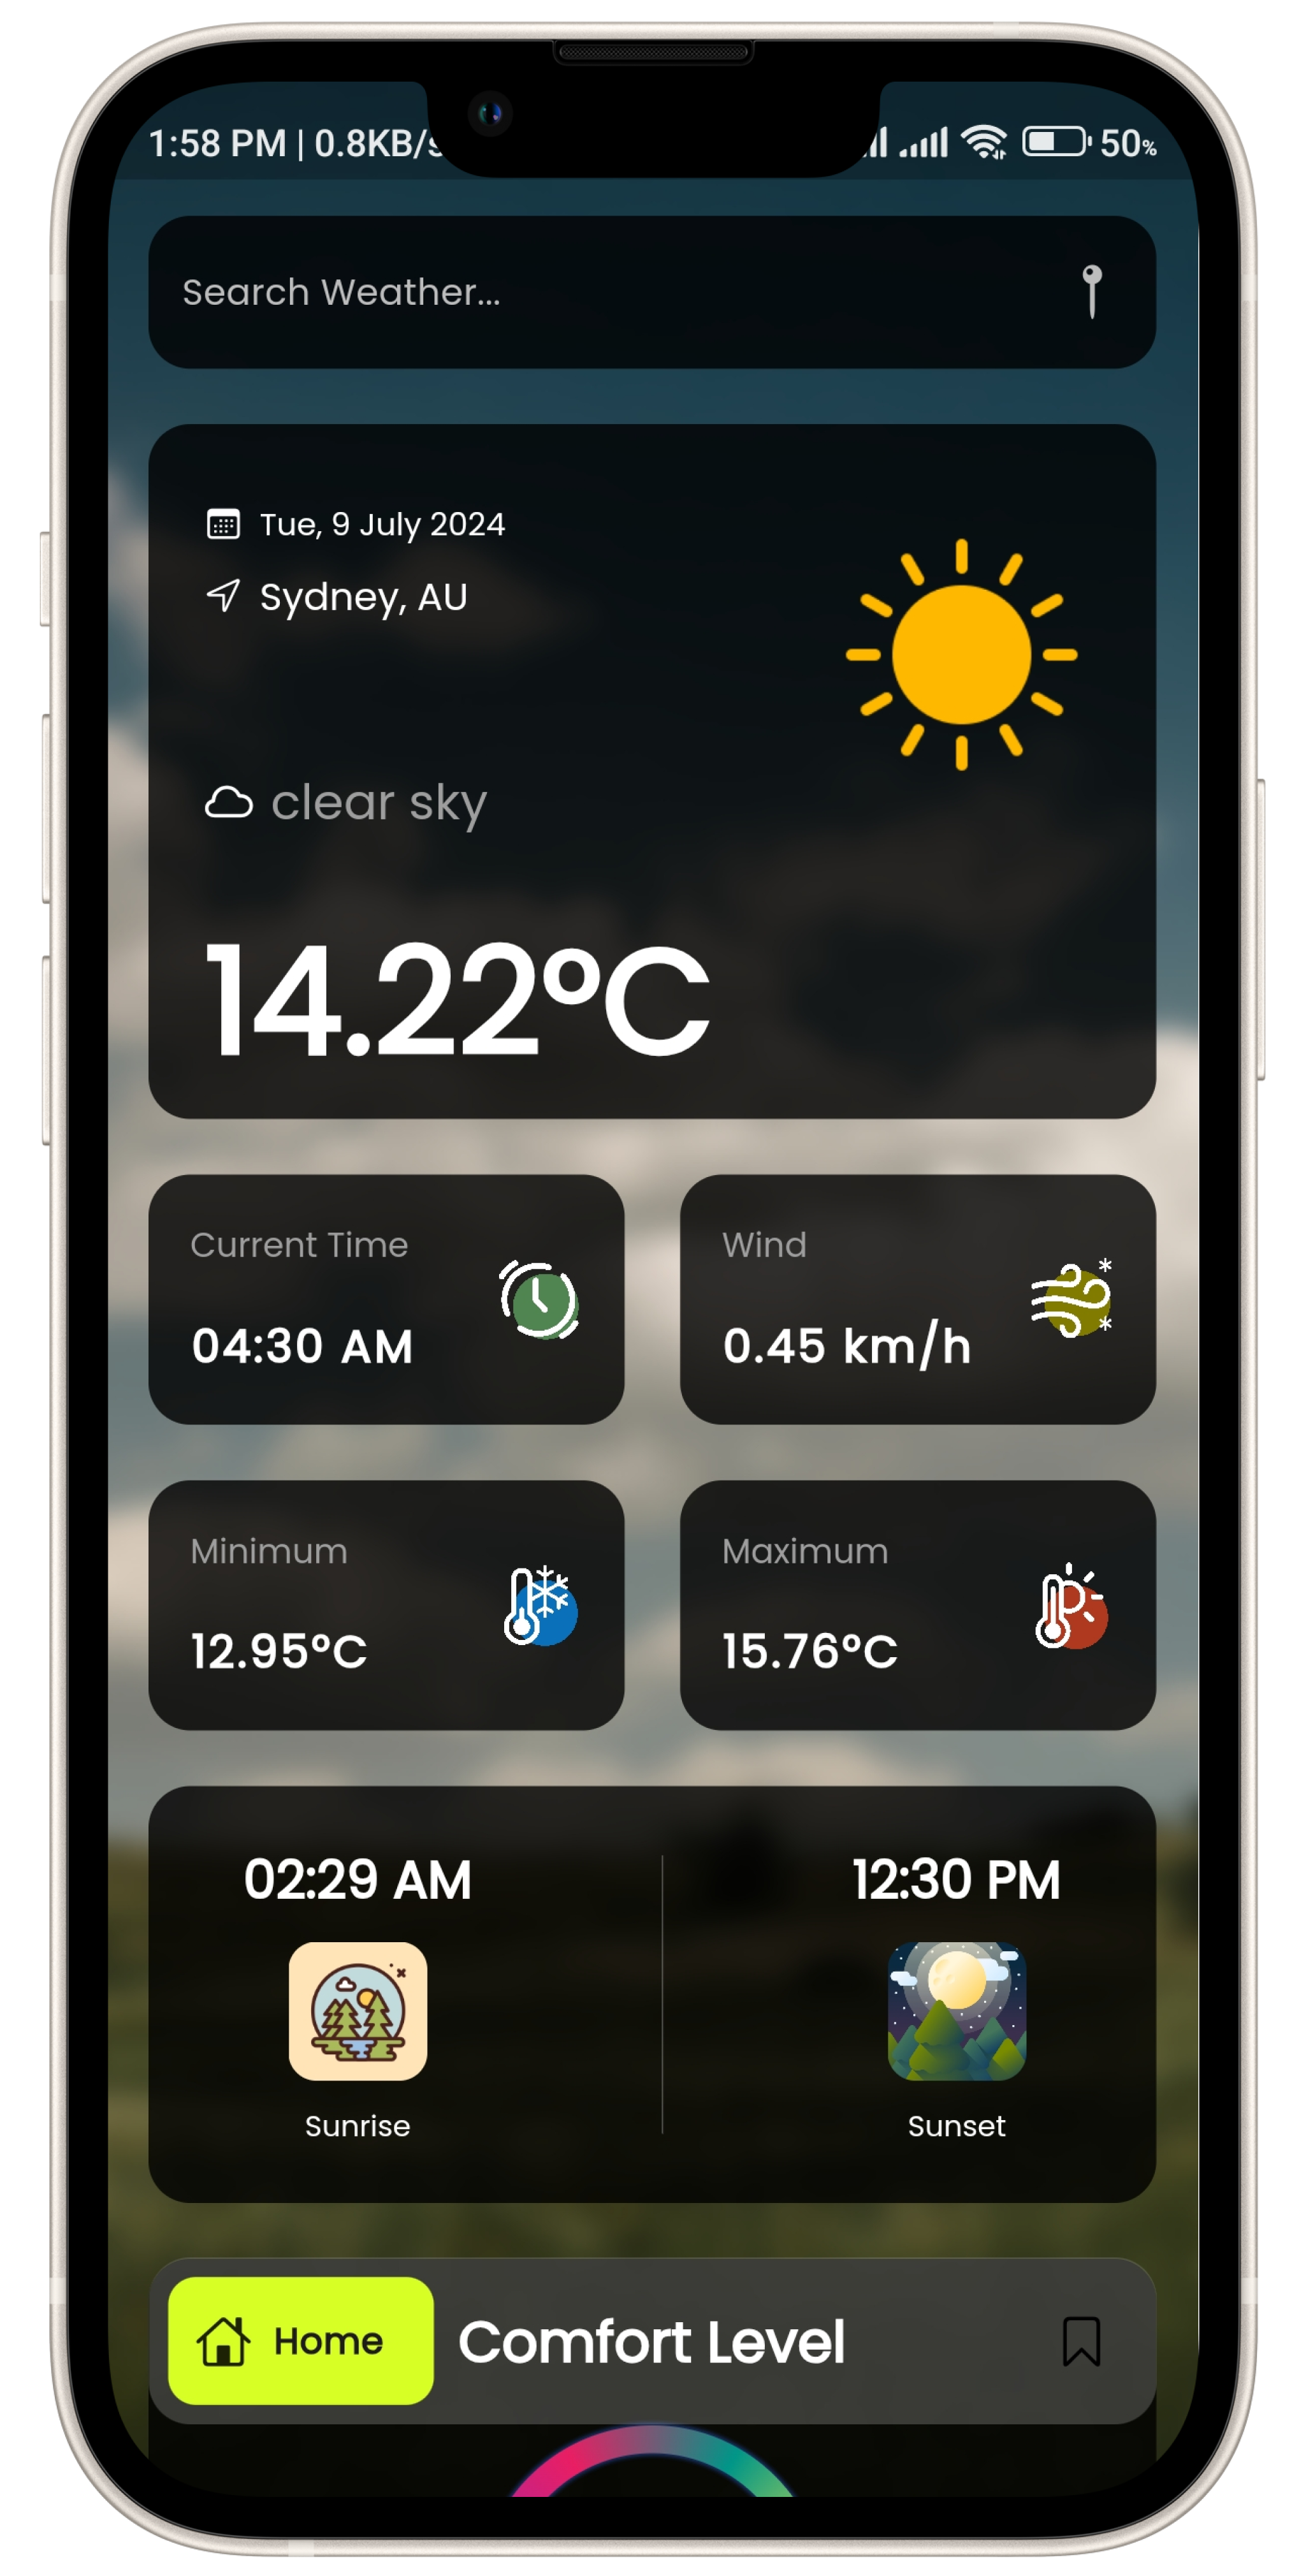 1:58 PM | 0.8KB/s
50%
Search Weather...
Tue, 9 July 2024
Sydney, AU
clear sky
14.22°C
Current Time
04:30 AM
Wind
0.45 km/h
Minimum
12.95°C
Maximum
15.76°C
02:29 AM
Sunrise
12:30 PM
Sunset
Home
Comfort Level